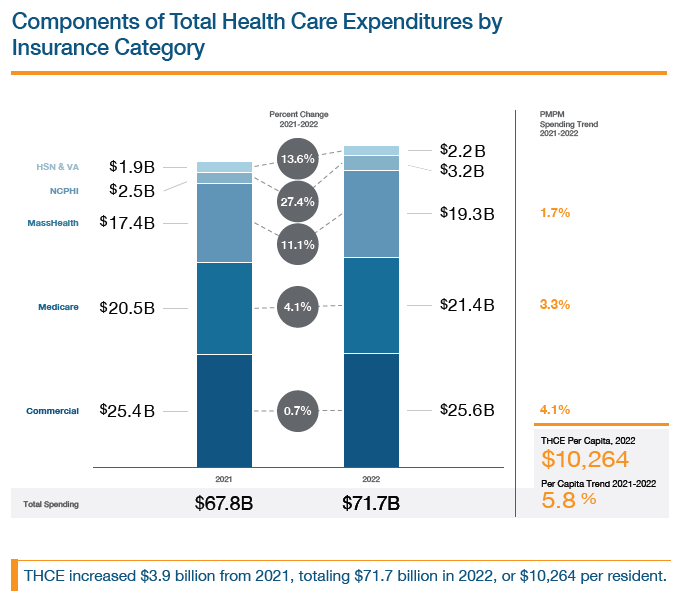 Components of Total Health Care Expenditures by
Insurance Category
Percent Change
2021-2022
PMPM
Spending Trend
2021-2022
HSN & VA $1.9B 13.6% $2.2B
NCPHI $2.5B 27.4% $3.2B
MassHealth $17.4B 11.1% $19.3B 1.7%
Medicare $20.5B 4.1% $21.4B 3.3%
Commercial $25.4B 0.7% $25.6B 4.1%
THCE Per Capita, 2022
$10,264
Per Capita Trend 2021-2022
5.8 %
2021 2022
Total Spending $67.8B $71.7B
THCE increased $3.9 billion from 2021, totaling $71.7 billion in 2022, or $10,264 per resident.